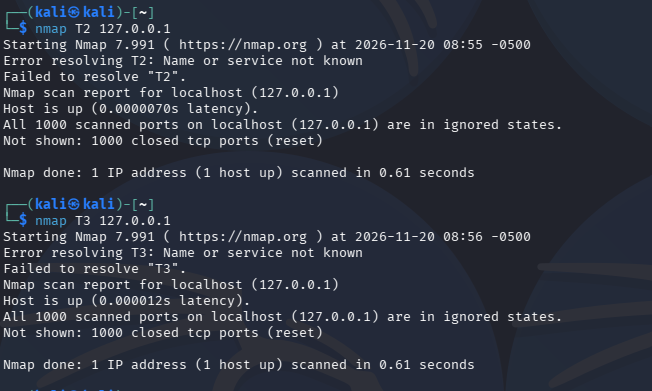 ┌──(kali㉿kali)-[~]
└─$ nmap T2 127.0.0.1
Starting Nmap 7.991 ( https://nmap.org ) at 2026-11-20 08:55 -0500
Error resolving T2: Name or service not known
Failed to resolve "T2".
Nmap scan report for localhost (127.0.0.1)
Host is up (0.0000070s latency).
All 1000 scanned ports on localhost (127.0.0.1) are in ignored states.
Not shown: 1000 closed tcp ports (reset)
Nmap done: 1 IP address (1 host up) scanned in 0.61 seconds
┌──(kali㉿kali)-[~]
└─$ nmap T3 127.0.0.1
Starting Nmap 7.991 ( https://nmap.org ) at 2026-11-20 08:56 -0500
Error resolving T3: Name or service not known
Failed to resolve "T3".
Nmap scan report for localhost (127.0.0.1)
Host is up (0.000012s latency).
All 1000 scanned ports on localhost (127.0.0.1) are in ignored states.
Not shown: 1000 closed tcp ports (reset)
Nmap done: 1 IP address (1 host up) scanned in 0.61 seconds